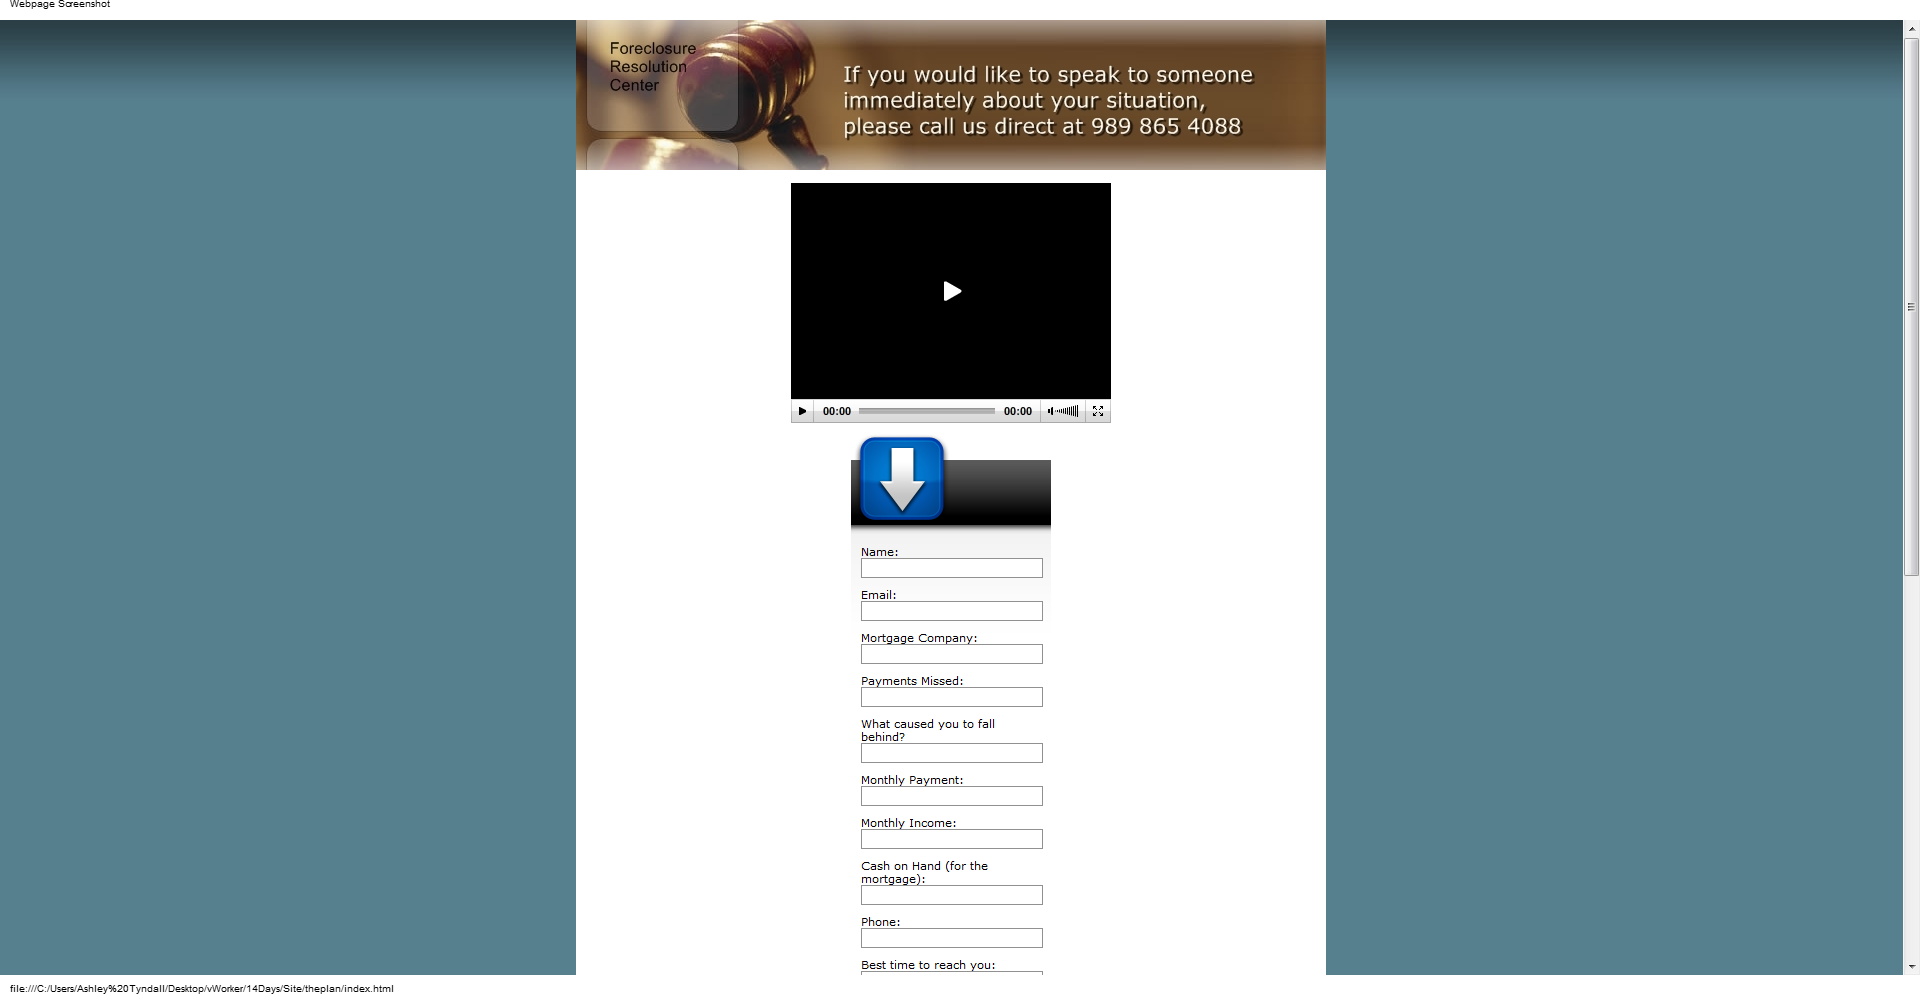 Webpage Screenshot
Foreclosure
Resolution
Center
If you would like to speak to someone
immediately about your situation,
please call us direct at 989 865 4088
00:00 00:00
Name:
Email:
Mortgage Company:
Payments Missed:
What caused you to fall
behind?
Monthly Payment:
Monthly Income:
Cash on Hand (for the
mortgage):
Phone:
Best time to reach you:
file:///C:/Users/Ashley%20Tyndall/Desktop/vWorker/14Days/Site/theplan/index.html